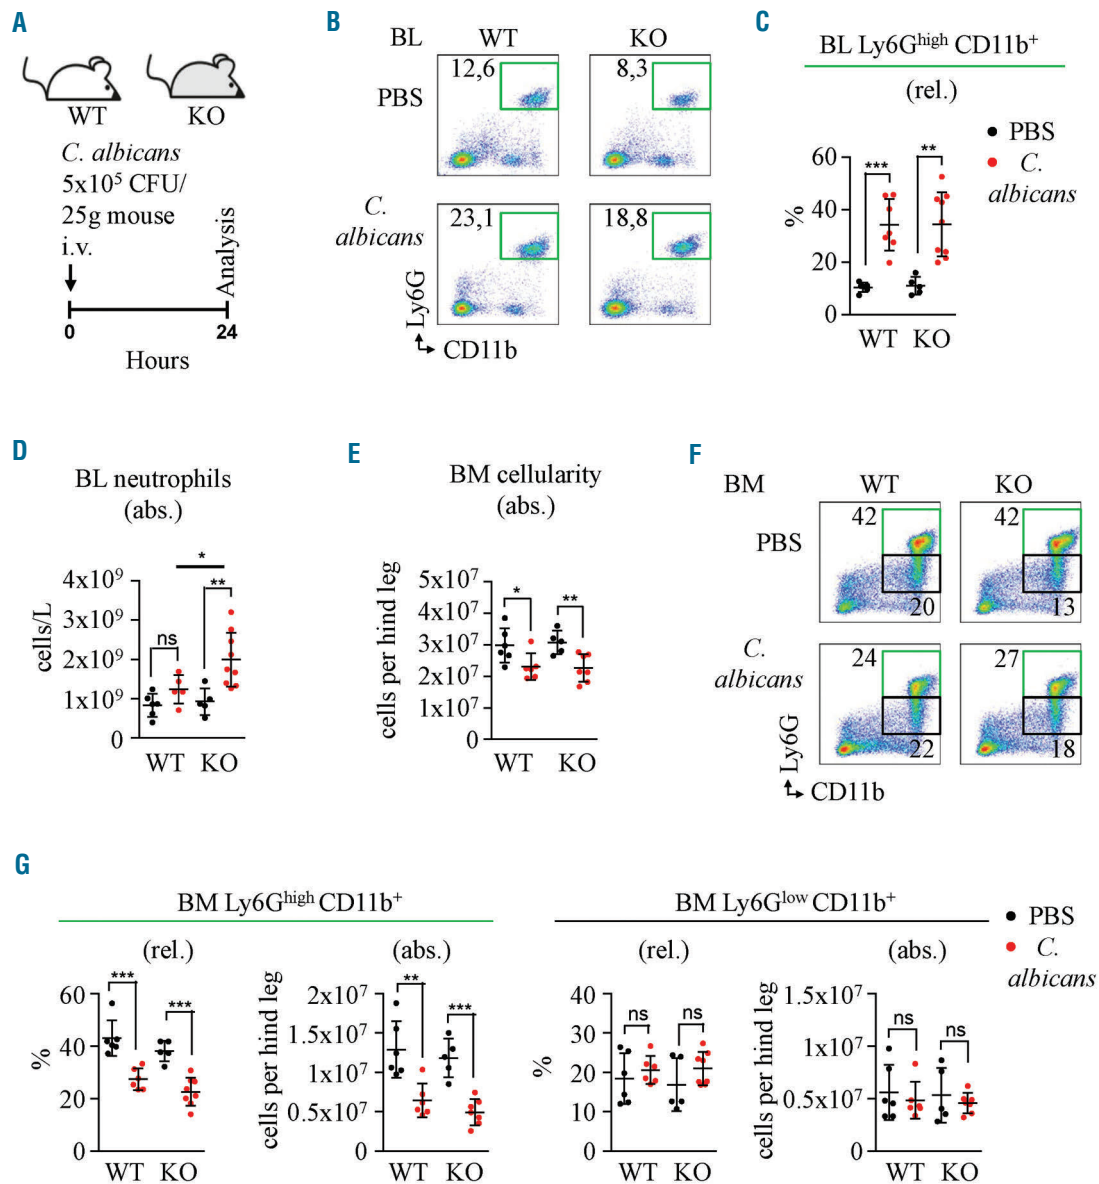 A
WT KO
C. albicans
5x10⁵ CFU/
25g mouse
i.v.
Analysis
0 24
Hours
B
BL WT KO
PBS
12,6 8,3
C.
albicans
23,1 18,8
Ly6G
CD11b
C
BL Ly6Gʰⁱᵍʰ CD11b⁺
(rel.)
PBS
C.
albicans
%
60
40
20
0
*** **
WT KO
D
BL neutrophils
(abs.)
cells/L
4x10⁹
3x10⁹
2x10⁹
1x10⁹
0
*
ns **
WT KO
E
BM cellularity
(abs.)
cells per hind leg
5x10⁷
4x10⁷
3x10⁷
2x10⁷
1x10⁷
0
* **
WT KO
F
BM WT KO
PBS
42 42
20 13
C.
albicans
24 27
22 18
Ly6G
CD11b
G
BM Ly6Gʰⁱᵍʰ CD11b⁺
(rel.) (abs.)
%
60
40
20
0
*** ***
WT KO
cells per hind leg
2x10⁷
1.5x10⁷
1x10⁷
0.5x10⁷
0
** ***
WT KO
BM Ly6Gˡᵒʷ CD11b⁺
(rel.) (abs.)
%
40
30
20
10
0
ns ns
WT KO
cells per hind leg
1.5x10⁷
1x10⁷
0.5x10⁷
0
ns ns
WT KO
PBS
C.
albicans